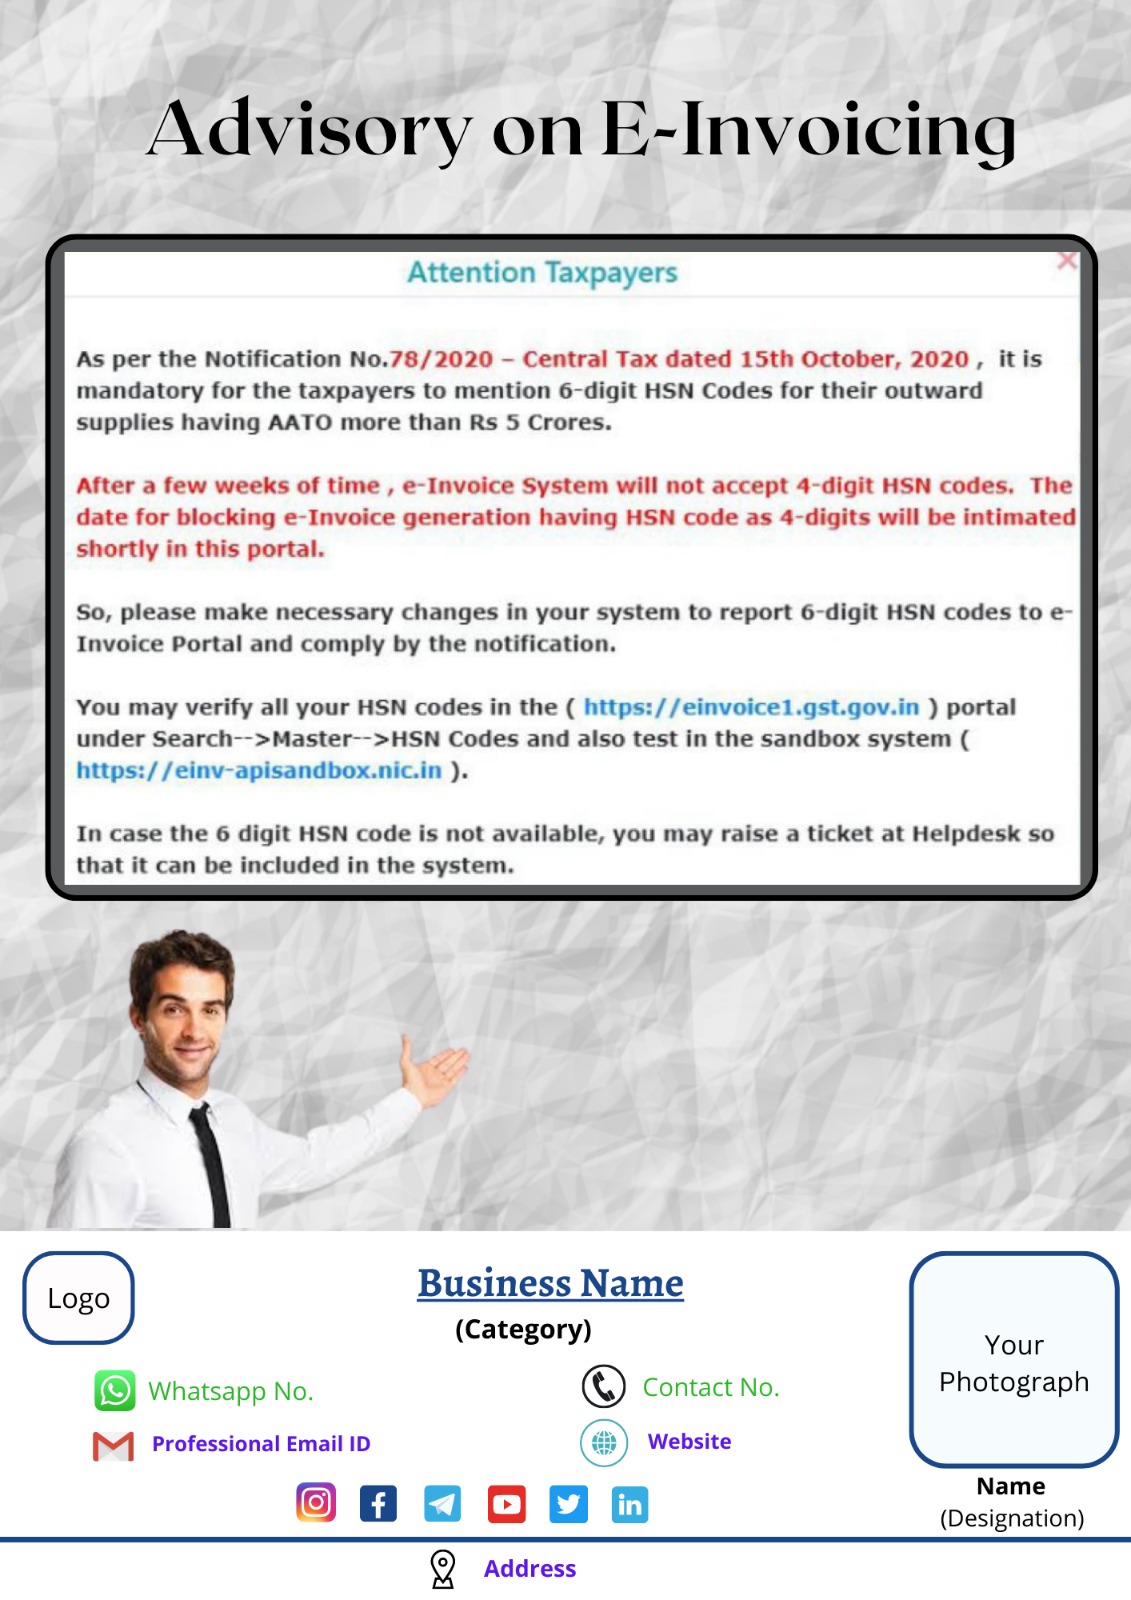 Advisory on E-Invoicing
Attention Taxpayers
As per the Notification No.78/2020 – Central Tax dated 15th October, 2020 , it is
mandatory for the taxpayers to mention 6-digit HSN Codes for their outward
supplies having AATO more than Rs 5 Crores.
After a few weeks of time , e-Invoice System will not accept 4-digit HSN codes. The
date for blocking e-Invoice generation having HSN code as 4-digits will be intimated
shortly in this portal.
So, please make necessary changes in your system to report 6-digit HSN codes to e-
Invoice Portal and comply by the notification.
You may verify all your HSN codes in the ( https://einvoice1.gst.gov.in ) portal
under Search-->Master-->HSN Codes and also test in the sandbox system (
https://einv-apisandbox.nic.in ).
In case the 6 digit HSN code is not available, you may raise a ticket at Helpdesk so
that it can be included in the system.
Logo
Business Name
(Category)
Whatsapp No.
Contact No.
Professional Email ID
Website
Your
Photograph
Name
(Designation)
Address